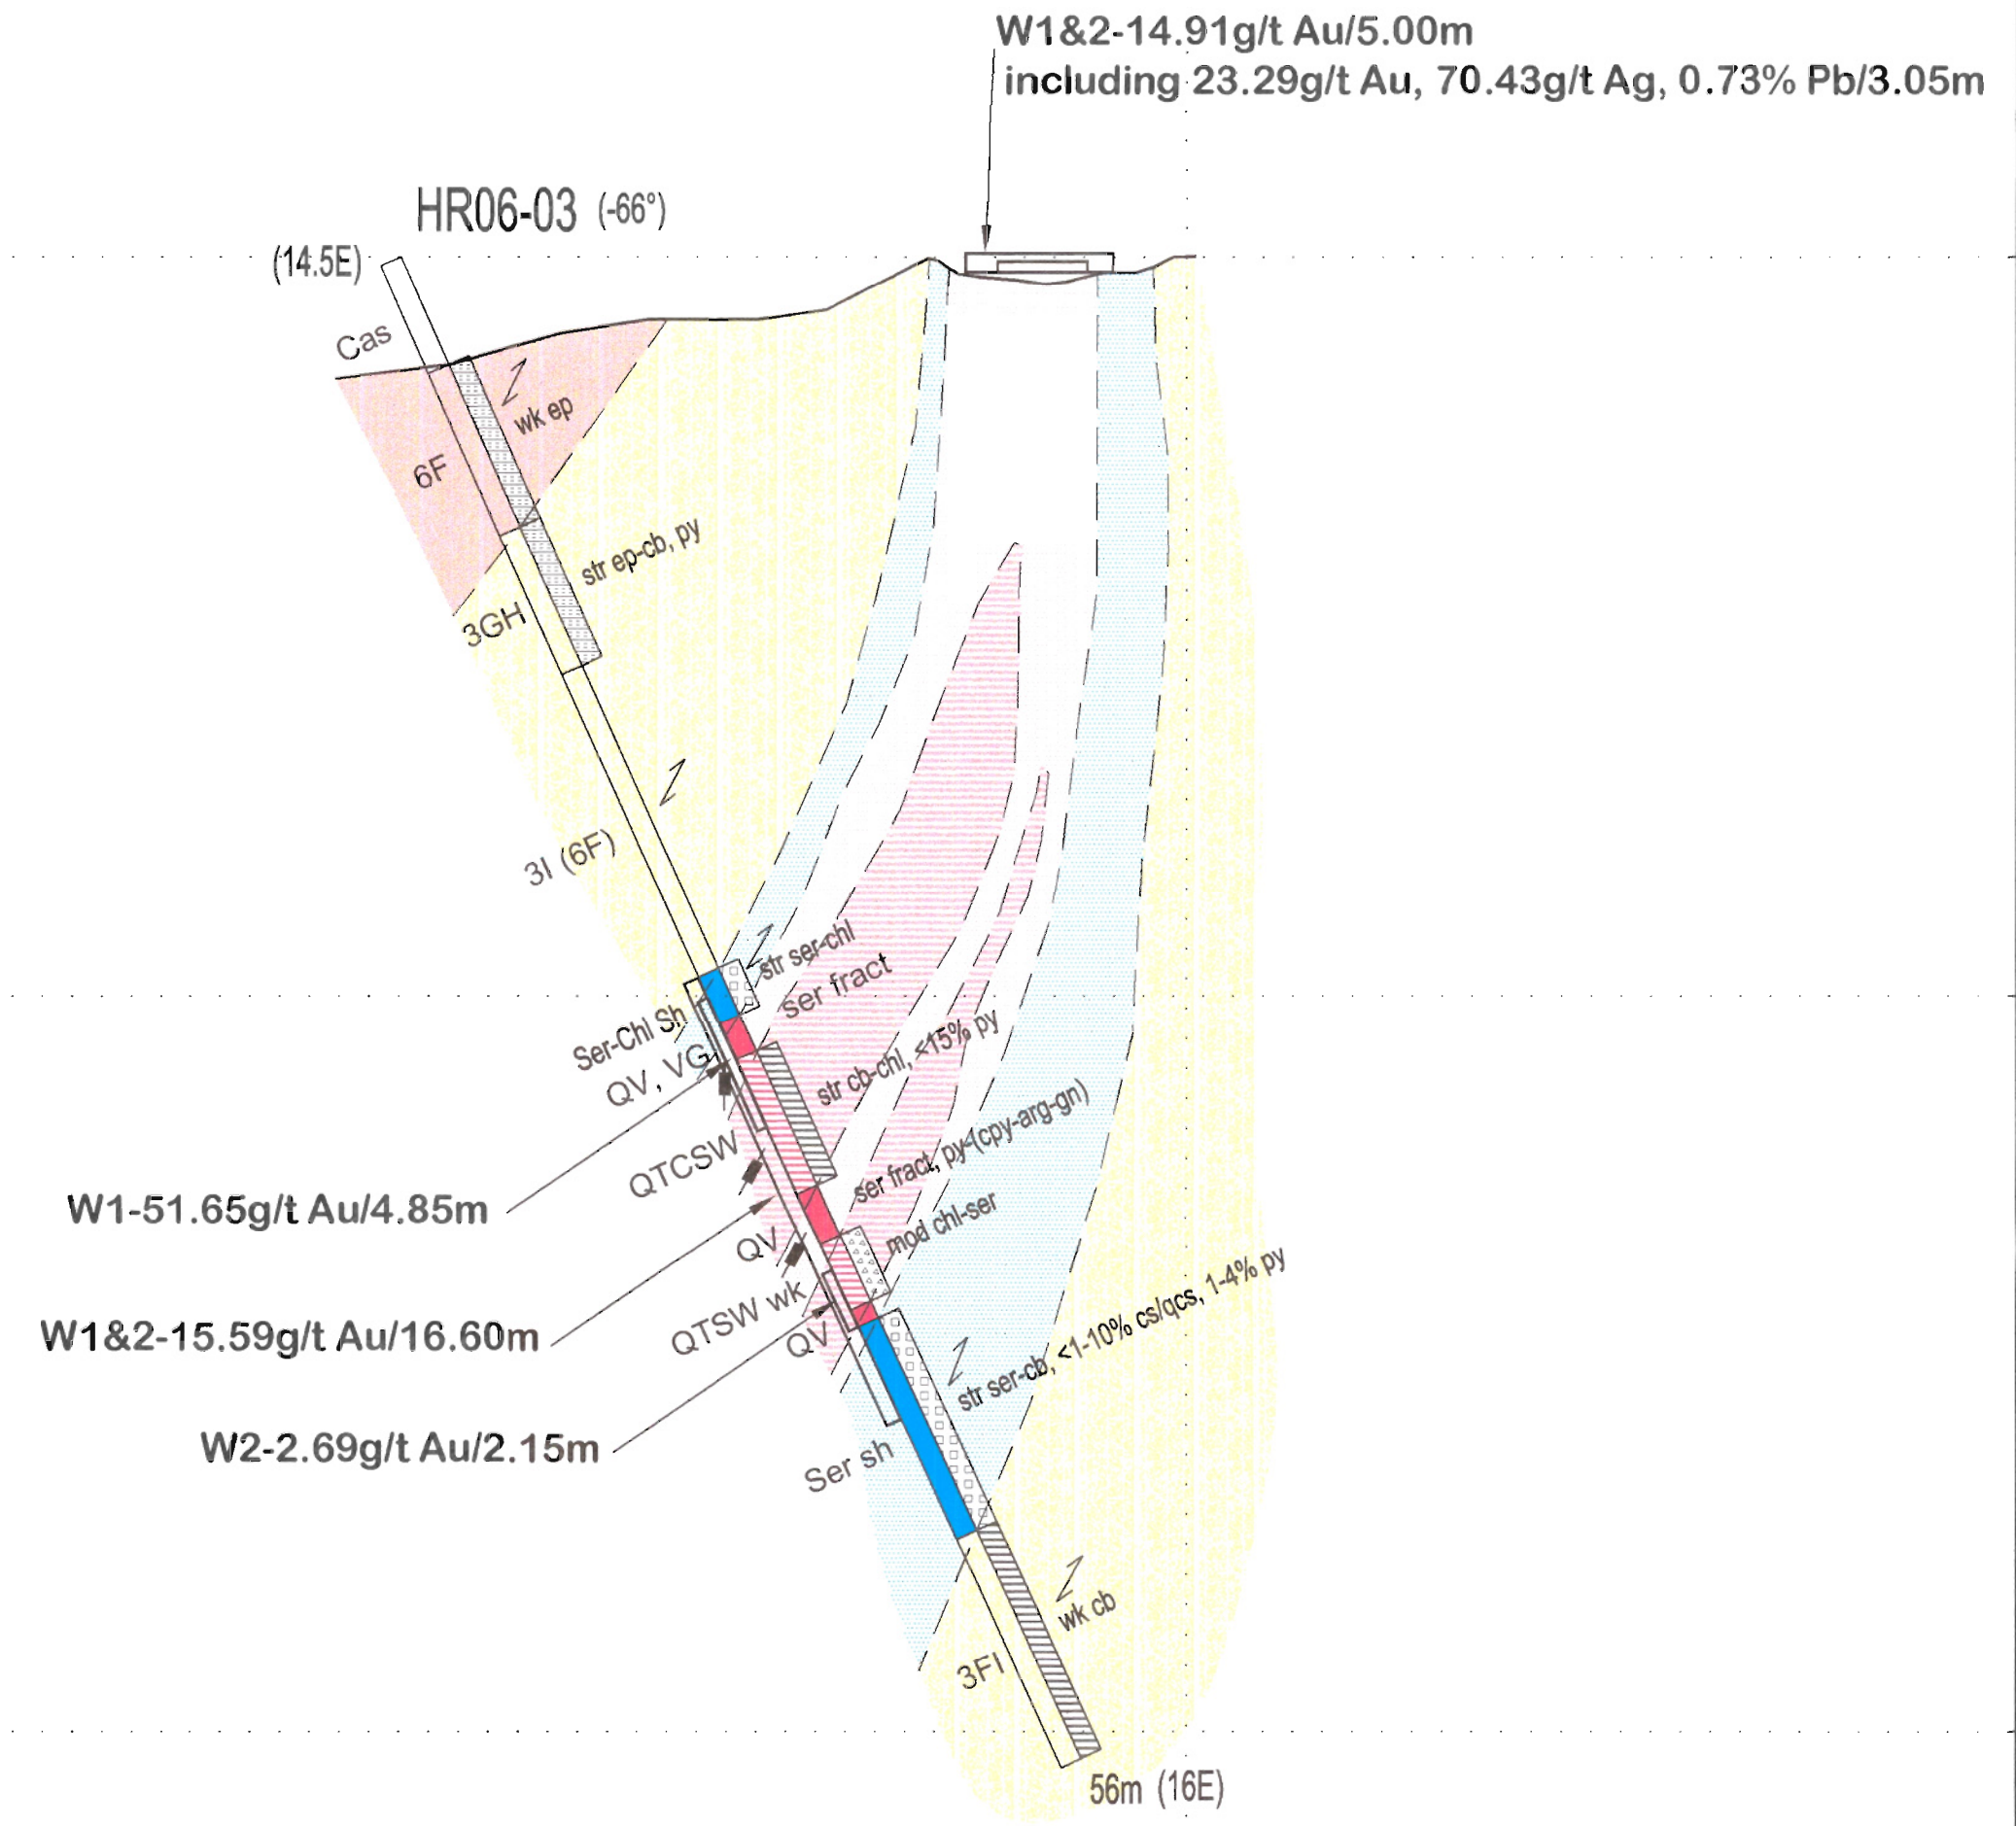 W1&2-14.91g/t Au/5.00m
including 23.29g/t Au, 70.43g/t Ag, 0.73% Pb/3.05m
HR06-03 (-66°)
(14.5E)
Cas
wk ep
6F
str ep-cb, py
3GH
3I (6F)
str ser-chl
ser fract
Ser-Chl Sh
QV, VG
str cb-chl, <15% py
QTCSW
ser fract, py-(cpy-arg-gn)
W1-51.65g/t Au/4.85m
QV
mod chl-ser
QTSW wk
W1&2-15.59g/t Au/16.60m
QV
str ser-cb, <1-10% cs/qcs, 1-4% py
W2-2.69g/t Au/2.15m
Ser sh
wk cb
3FI
56m (16E)